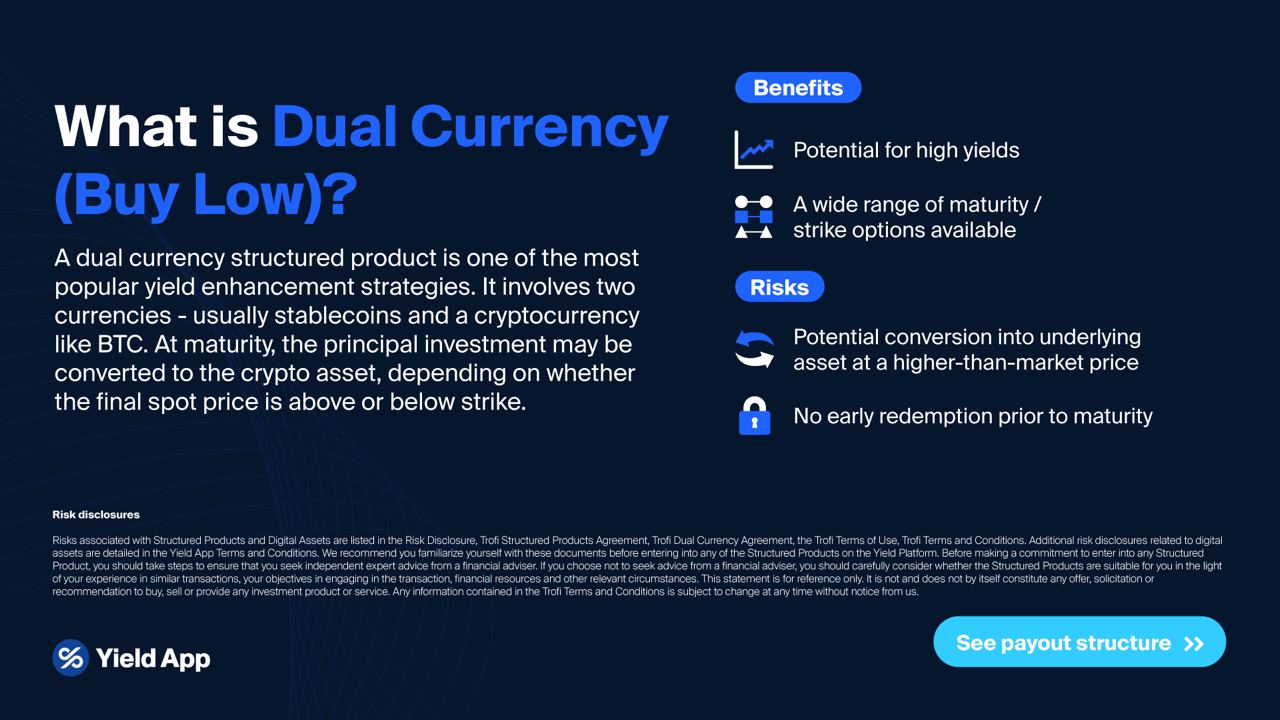 What is Dual Currency
(Buy Low)?
A dual currency structured product is one of the most
popular yield enhancement strategies. It involves two
currencies - usually stablecoins and a cryptocurrency
like BTC. At maturity, the principal investment may be
converted to the crypto asset, depending on whether
the final spot price is above or below strike.
Benefits
Potential for high yields
A wide range of maturity /
strike options available
Risks
Potential conversion into underlying
asset at a higher-than-market price
No early redemption prior to maturity
Risk disclosures
Risks associated with Structured Products and Digital Assets are listed in the Risk Disclosure, Trofi Structured Products Agreement, Trofi Dual Currency Agreement, the Trofi Terms of Use, Trofi Terms and Conditions. Additional risk disclosures related to digital
assets are detailed in the Yield App Terms and Conditions. We recommend you familiarize yourself with these documents before entering into any of the Structured Products on the Yield Platform. Before making a commitment to enter into any Structured
Product, you should take steps to ensure that you seek independent expert advice from a financial adviser. If you choose not to seek advice from a financial adviser, you should carefully consider whether the Structured Products are suitable for you in the light
of your experience in similar transactions, your objectives in engaging in the transaction, financial resources and other relevant circumstances. This statement is for reference only. It is not and does not by itself constitute any offer, solicitation or
recommendation to buy, sell or provide any investment product or service. Any information contained in the Trofi Terms and Conditions is subject to change at any time without notice from us.
Yield App
See payout structure